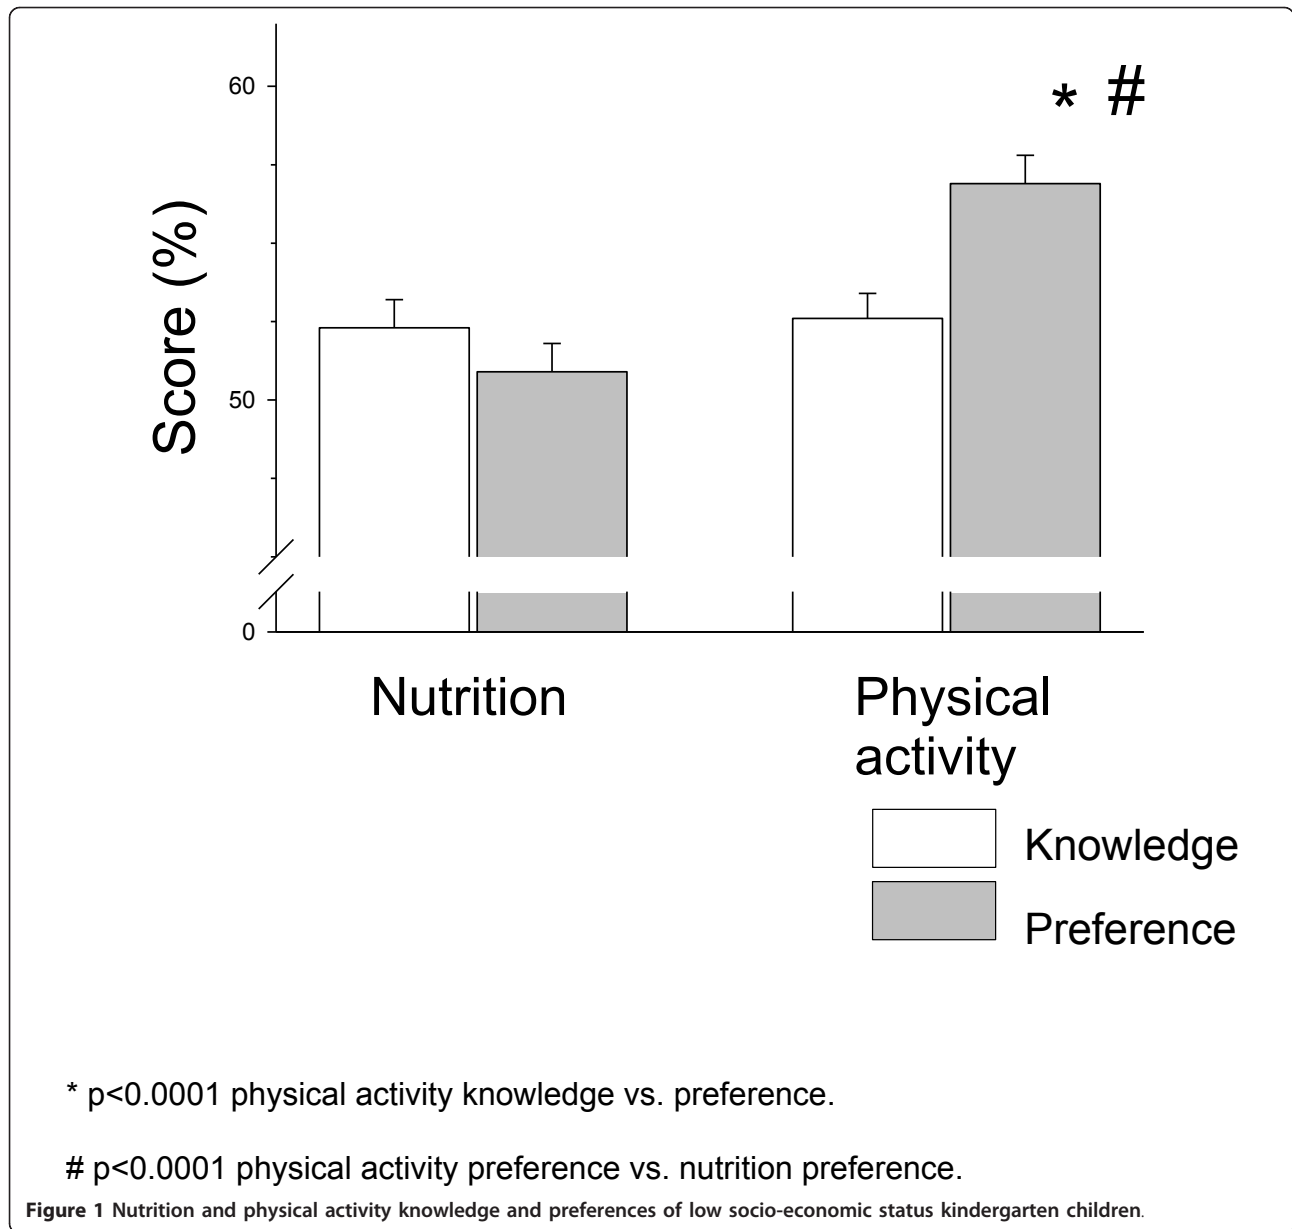 60
* #
50
0
Score (%)
Nutrition
Physical
activity
Knowledge
Preference
* p<0.0001 physical activity knowledge vs. preference.
# p<0.0001 physical activity preference vs. nutrition preference.
Figure 1 Nutrition and physical activity knowledge and preferences of low socio-economic status kindergarten children.